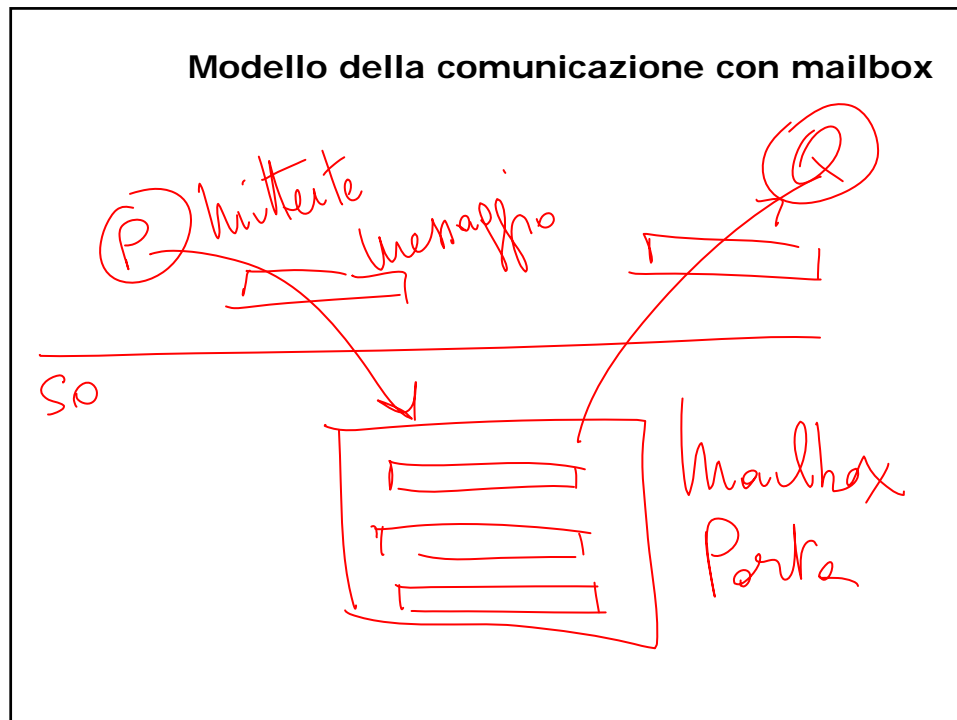 Modello della comunicazione con mailbox
P mittente
messaggio
Q
SO
Mailbox
Porta